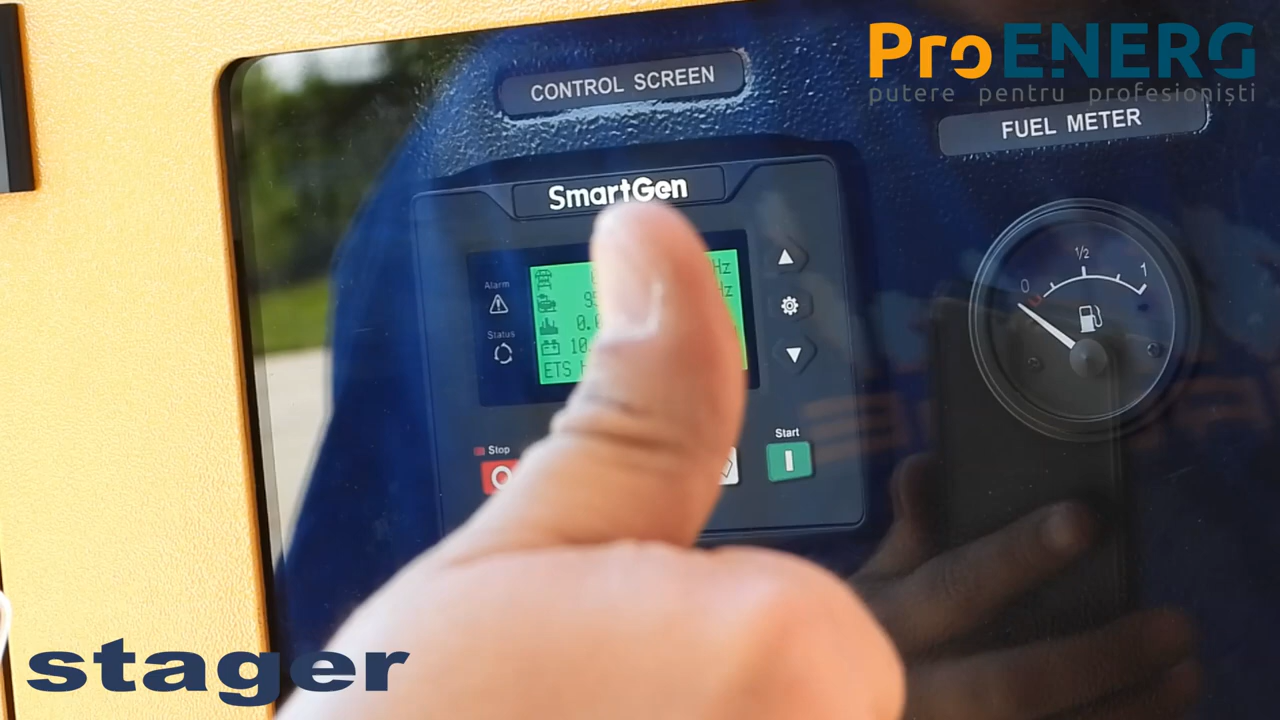 ProENERG
putere pentru profesioniști
CONTROL SCREEN
FUEL METER
SmartGen
Hz
Hz
Alarm
Status
ETS
0 1/2 1
Stop
Start
stager